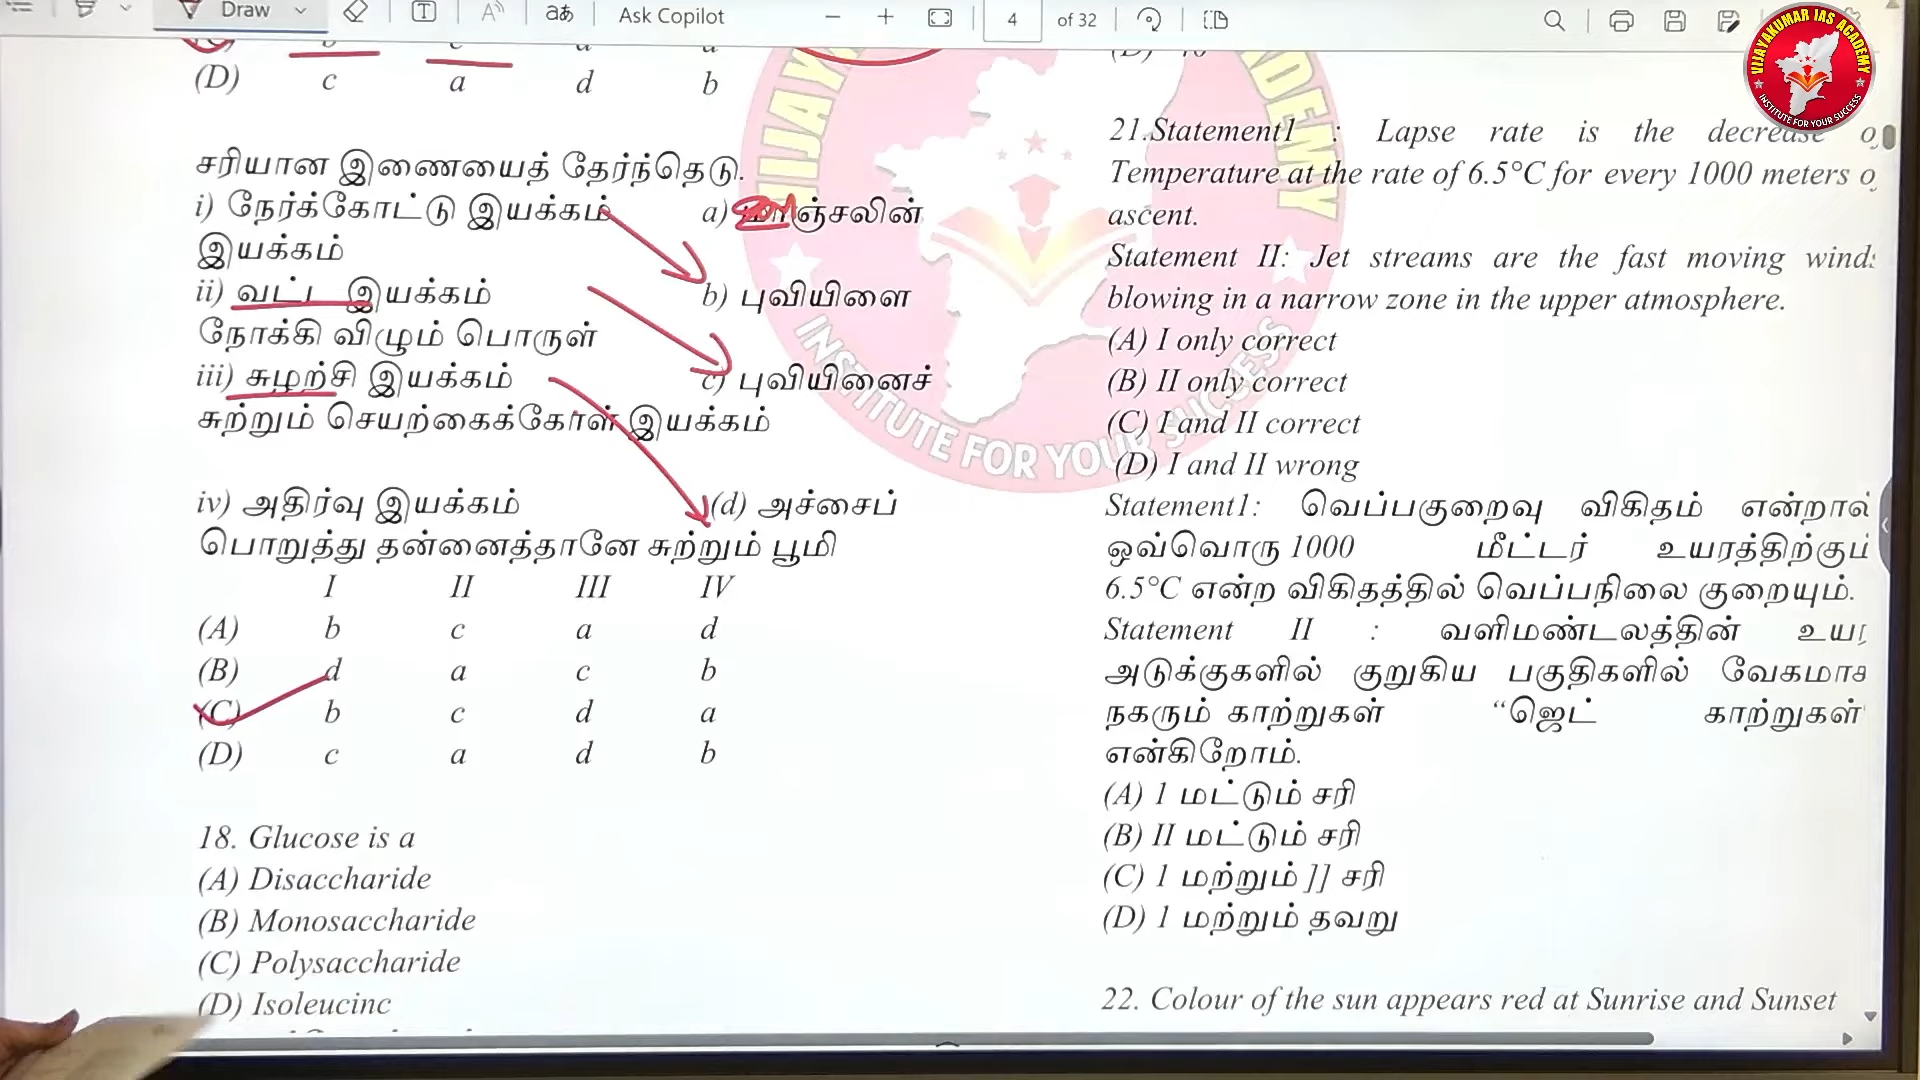 Draw
Ask Copilot
4 of 32
VIJAYAKUMAR IAS ACADEMY
INSTITUTE FOR YOUR SUCCESS
(D) c a d b
சரியான இணையைத் தேர்ந்தெடு.
i) நேர்க்கோட்டு இயக்கம் a) ஊஞ்சலின்
இயக்கம்
ii) வட்ட இயக்கம் b) புவியினை
நோக்கி விழும் பொருள்
iii) சுழற்சி இயக்கம் c) புவியினைச்
சுற்றும் செயற்கைக்கோள் இயக்கம்
iv) அதிர்வு இயக்கம் (d) அச்சைப்
பொறுத்து தன்னைத்தானே சுற்றும் பூமி
I II III IV
(A) b c a d
(B) d a c b
(C) b c d a
(D) c a d b
18. Glucose is a
(A) Disaccharide
(B) Monosaccharide
(C) Polysaccharide
(D) Isoleucinc
21.Statement1 : Lapse rate is the decrease o
Temperature at the rate of 6.5°C for every 1000 meters o
ascent.
Statement II: Jet streams are the fast moving winds
blowing in a narrow zone in the upper atmosphere.
(A) I only correct
(B) II only correct
(C) I and II correct
(D) I and II wrong
Statement1: வெப்பகுறைவு விகிதம் என்றால்
ஒவ்வொரு 1000 மீட்டர் உயரத்திற்கும்
6.5°C என்ற விகிதத்தில் வெப்பநிலை குறையும்.
Statement II : வளிமண்டலத்தின்
அடுக்குகளில் குறுகிய பகுதிகளில் வேகமாக
நகரும் காற்றுகள் “ஜெட் காற்றுகள்
என்கிறோம்.
(A) 1 மட்டும் சரி
(B) II மட்டும் சரி
(C) 1 மற்றும் ]] சரி
(D) 1 மற்றும் தவறு
22. Colour of the sun appears red at Sunrise and Sunset
INSTITUTE FOR YOUR SUCCESS